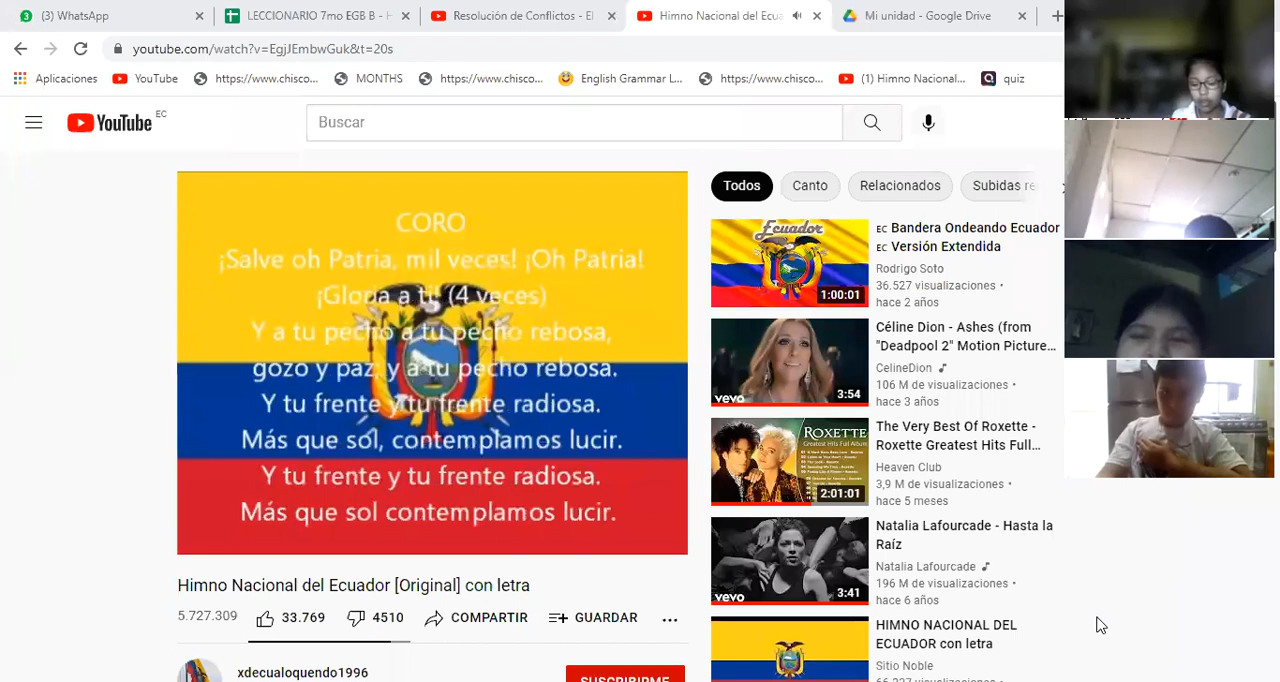 (3) WhatsApp
LECCIONARIO 7mo EGB B - H
Resolución de Conflictos - El
Himno Nacional del Ecua
Mi unidad - Google Drive
youtube.com/watch?v=EgjJEmbwGuk&t=20s
Aplicaciones
YouTube
https://www.chisco...
MONTHS
https://www.chisco...
English Grammar L...
https://www.chisco...
(1) Himno Nacional...
quiz
YouTube EC
Buscar
CORO
¡Salve oh Patria, mil veces! ¡Oh Patria!
¡Gloria a ti! (4 veces)
Y a tu pecho a tu pecho rebosa,
gozo y paz, y a tu pecho rebosa.
Y tu frente y tu frente radiosa.
Más que sol, contemplamos lucir.
Y tu frente y tu frente radiosa.
Más que sol contemplamos lucir.
Himno Nacional del Ecuador [Original] con letra
5.727.309
33.769
4510
COMPARTIR
GUARDAR
xdecualoquendo1996
SUSCRIBIRME
Todos
Canto
Relacionados
Subidas re
Ecuador
1:00:01
EC Bandera Ondeando Ecuador
EC Versión Extendida
Rodrigo Soto
36.527 visualizaciones •
hace 2 años
vevo
3:54
Céline Dion - Ashes (from
"Deadpool 2" Motion Picture...
CelineDion
106 M de visualizaciones •
hace 3 años
ROXETTE
Greatest Hits Full Album
2:01:01
The Very Best Of Roxette -
Roxette Greatest Hits Full...
Heaven Club
3,9 M de visualizaciones •
hace 5 meses
vevo
3:41
Natalia Lafourcade - Hasta la
Raíz
Natalia Lafourcade
196 M de visualizaciones •
hace 6 años
HIMNO NACIONAL DEL
ECUADOR con letra
Sitio Noble